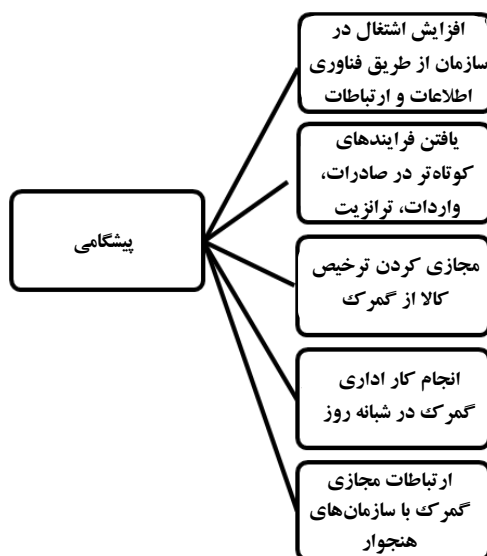 افزایش اشتغال در
سازمان از طریق فناوری
اطلاعات و ارتباطات
یافتن فرایندهای
کوتاه‌تر در صادرات،
واردات، ترانزیت
پیشگامی
مجازی کردن ترخیص
کالا از گمرک
انجام کار اداری
گمرک در شبانه روز
ارتباطات مجازی
گمرک با سازمان‌های
هنجوار